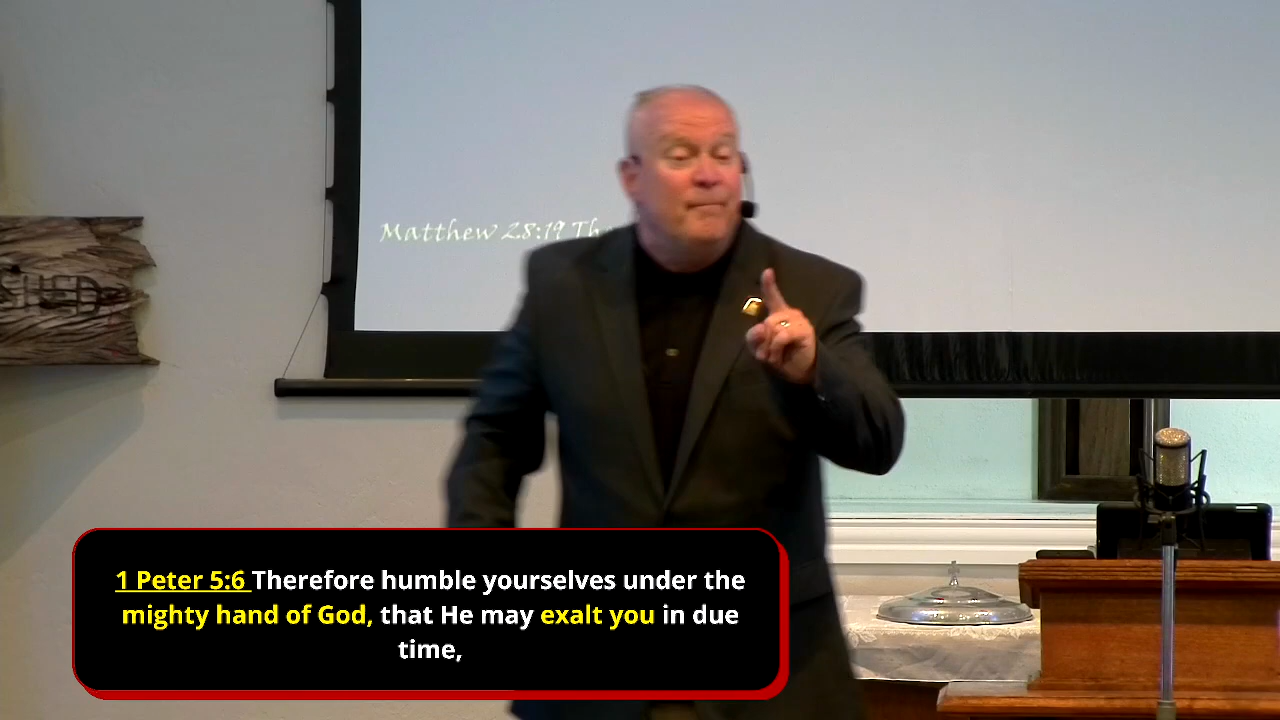 Matthew 28:19 The
1 Peter 5:6 Therefore humble yourselves under the
mighty hand of God, that He may exalt you in due
time,